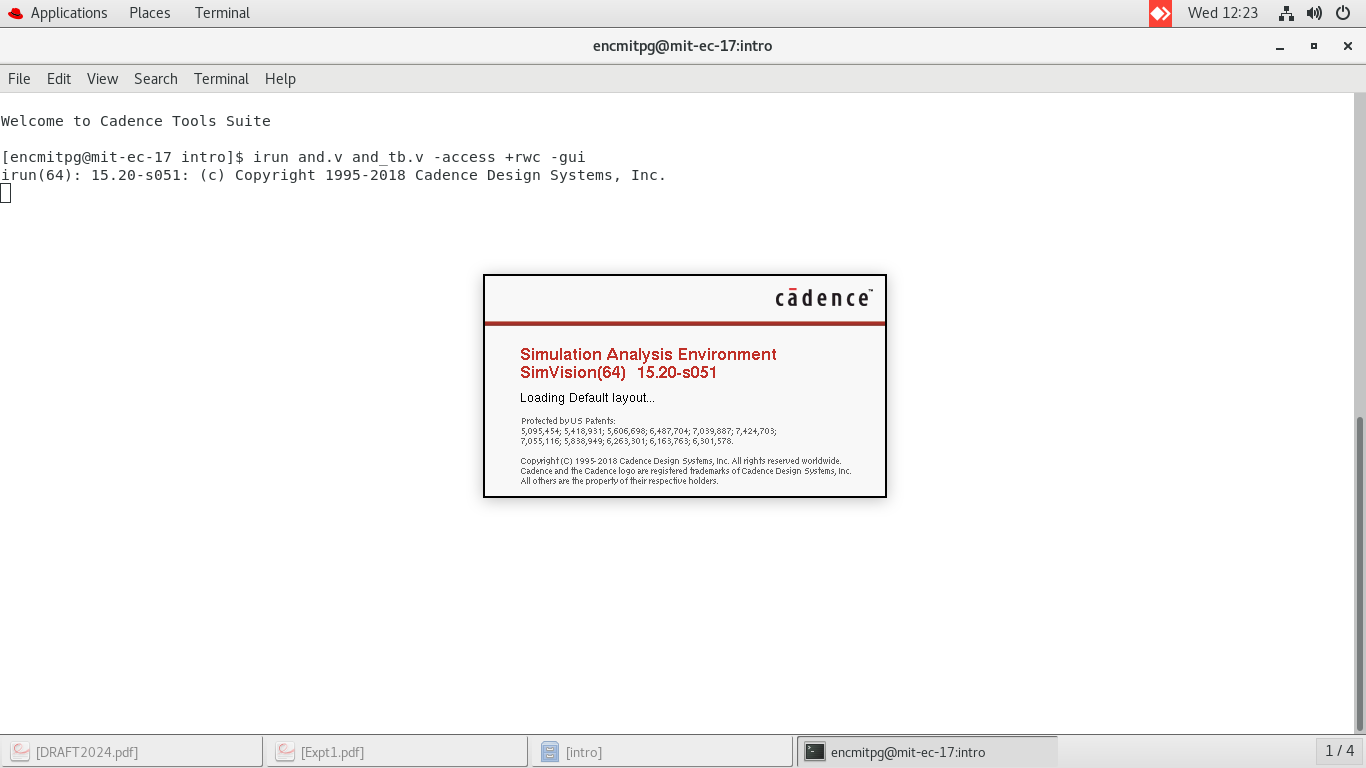 Applications Places Terminal Wed 12:23
encmitpg@mit-ec-17:intro
File Edit View Search Terminal Help
Welcome to Cadence Tools Suite
[encmitpg@mit-ec-17 intro]$ irun and.v and_tb.v -access +rwc -gui
irun(64): 15.20-s051: (c) Copyright 1995-2018 Cadence Design Systems, Inc.
cādence™
Simulation Analysis Environment
SimVision(64) 15.20-s051
Loading Default layout...
Protected by US Patents:
5,095,454; 5,418,931; 5,606,698; 6,487,704; 7,039,887; 7,424,703;
7,055,116; 5,838,949; 6,263,301; 6,163,763; 6,301,578.
Copyright (C) 1995-2018 Cadence Design Systems, Inc. All rights reserved worldwide.
Cadence and the Cadence logo are registered trademarks of Cadence Design Systems, Inc.
All others are the property of their respective holders.
[DRAFT2024.pdf] [Expt1.pdf] [intro] encmitpg@mit-ec-17:intro 1 / 4